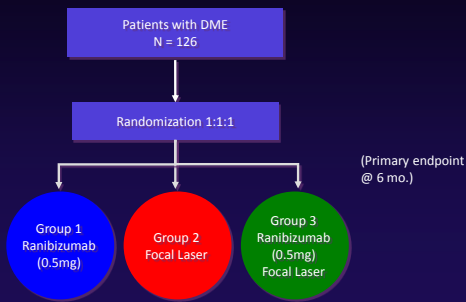 Patients with DME
N = 126
Randomization 1:1:1
(Primary endpoint
@ 6 mo.)
Group 1
Ranibizumab
(0.5mg)
Group 2
Focal Laser
Group 3
Ranibizumab
(0.5mg)
Focal Laser